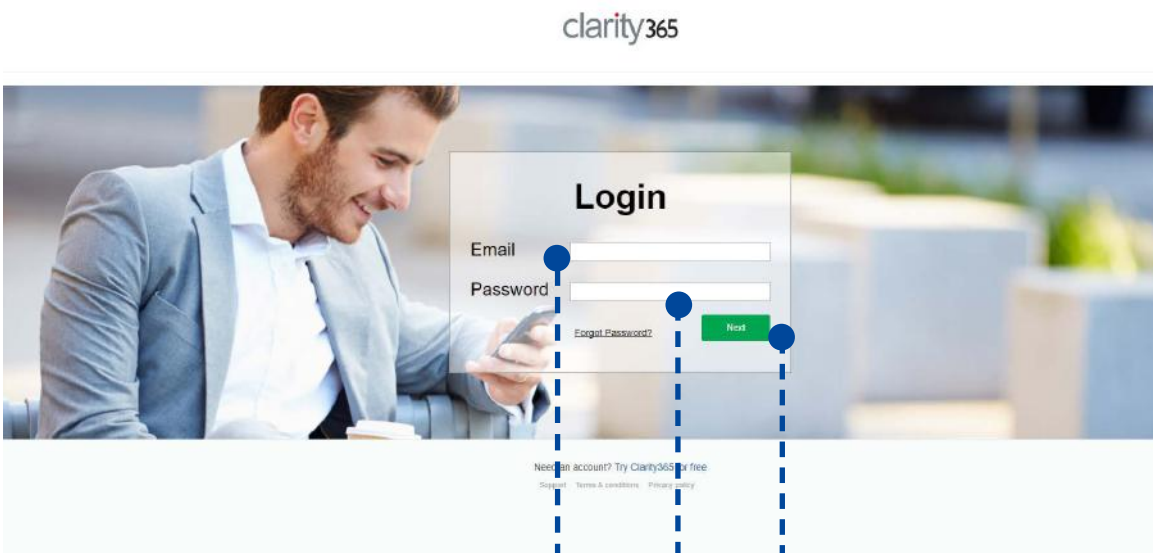 clarity365
Login
Email
Password
Forgot Password?
Next
Need an account? Try Clarity365 for free
Support Terms & conditions Privacy policy